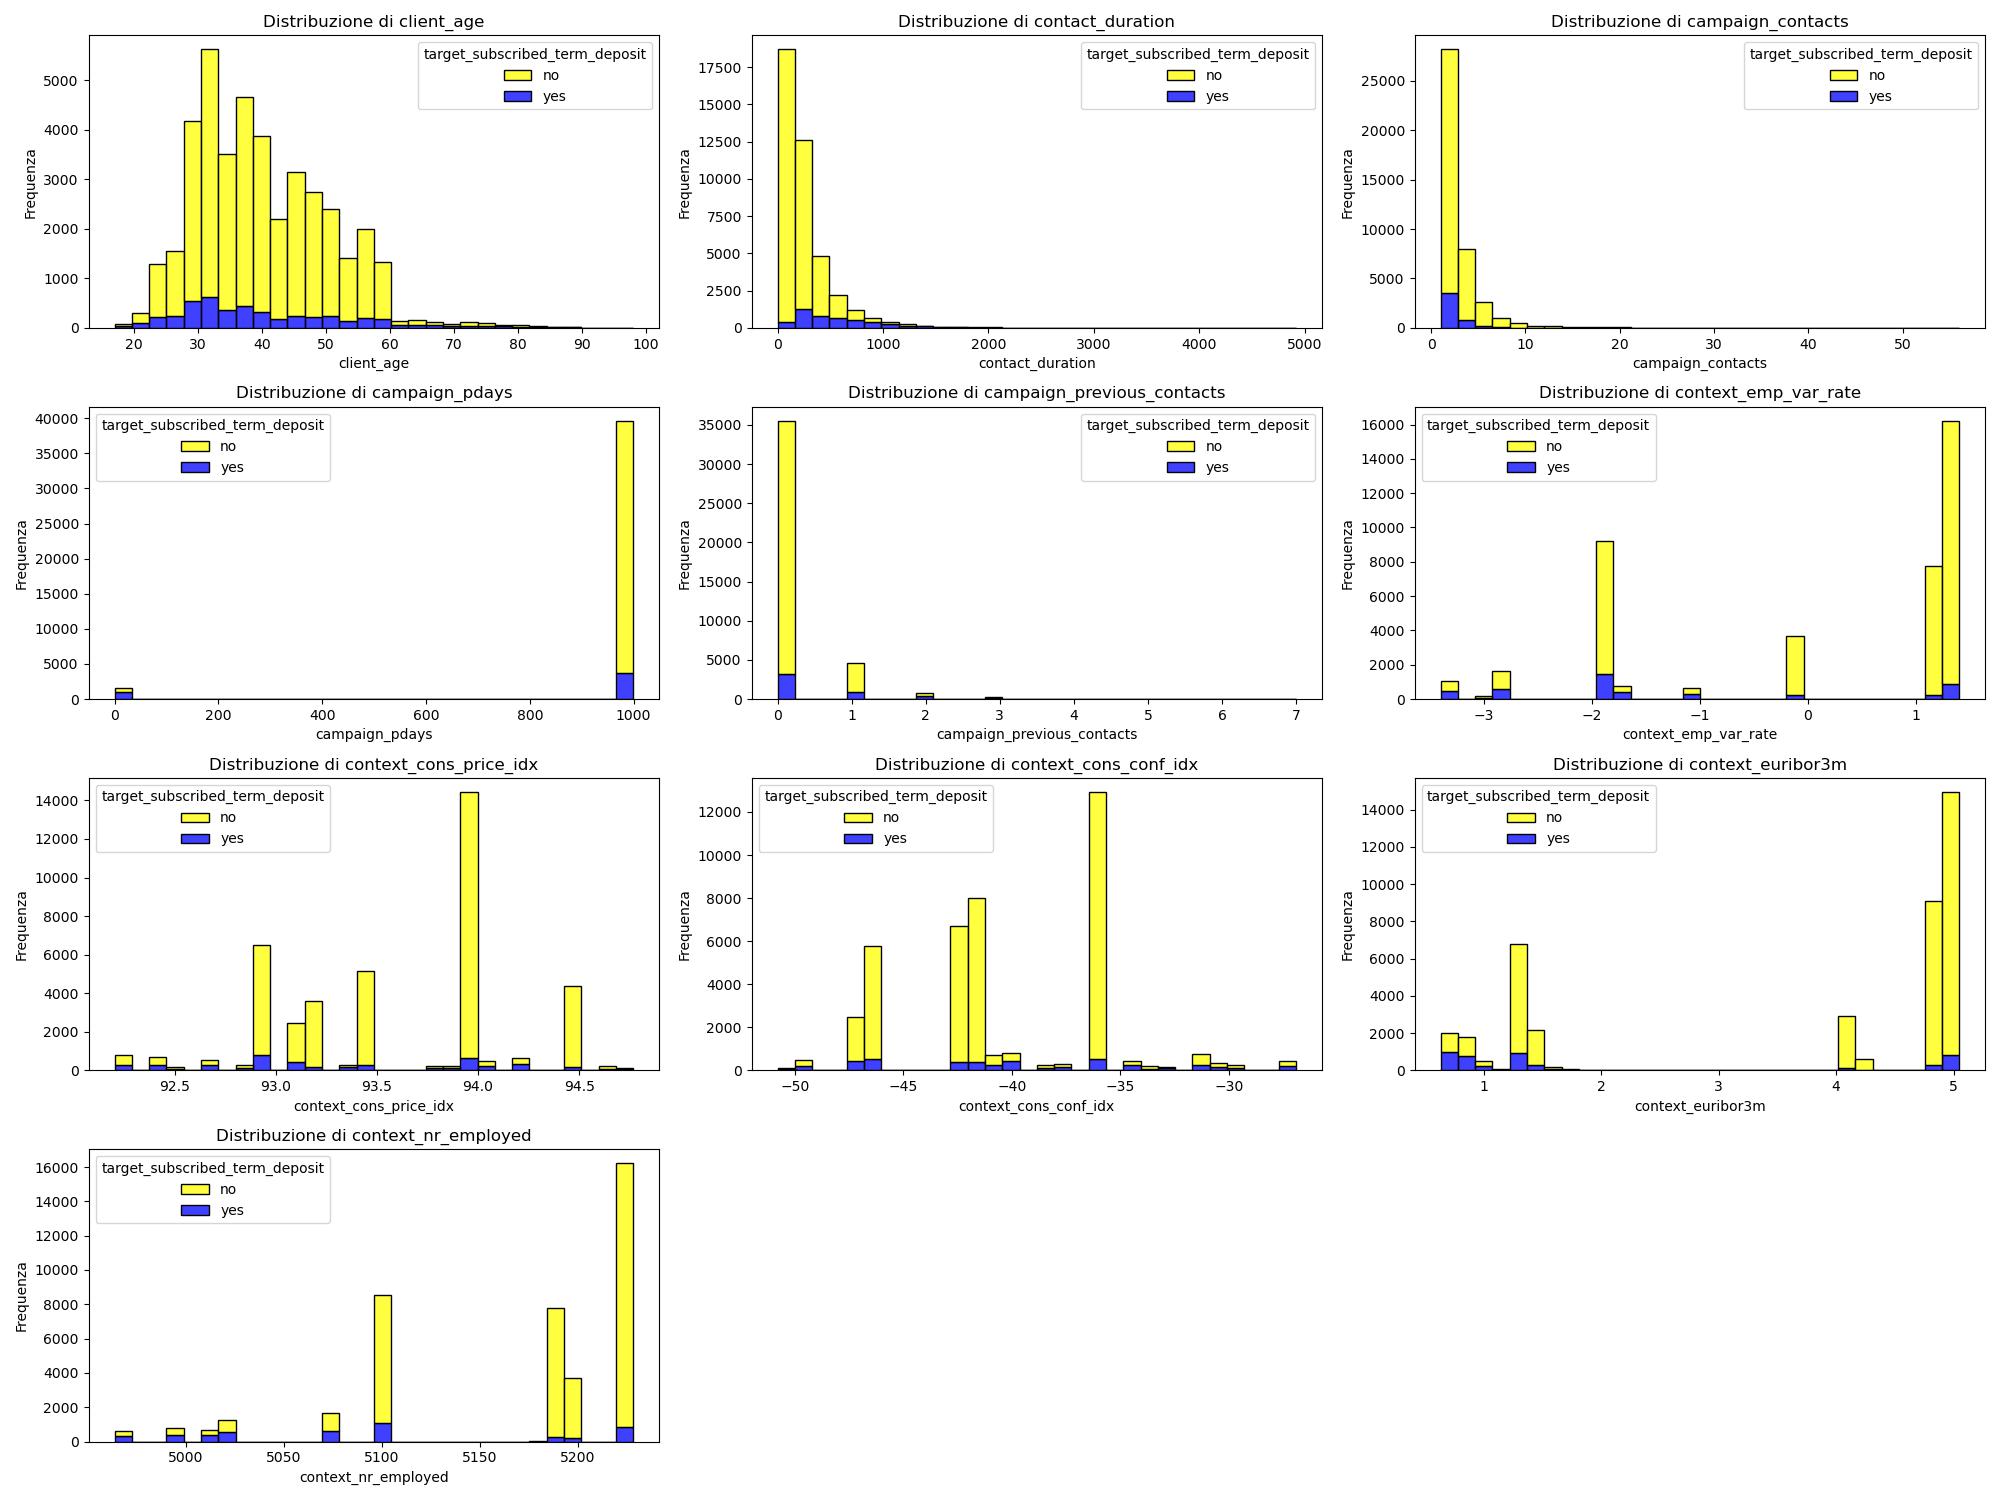 Distribuzione di client_age
Frequenza
5000
4000
3000
2000
1000
0
target_subscribed_term_deposit
no
yes
20 30 40 50 60 70 80 90 100
client_age
Distribuzione di contact_duration
Frequenza
17500
15000
12500
10000
7500
5000
2500
0
target_subscribed_term_deposit
no
yes
0 1000 2000 3000 4000 5000
contact_duration
Distribuzione di campaign_contacts
Frequenza
25000
20000
15000
10000
5000
0
target_subscribed_term_deposit
no
yes
0 10 20 30 40 50
campaign_contacts
Distribuzione di campaign_pdays
Frequenza
40000
35000
30000
25000
20000
15000
10000
5000
0
target_subscribed_term_deposit
no
yes
0 200 400 600 800 1000
campaign_pdays
Distribuzione di campaign_previous_contacts
Frequenza
35000
30000
25000
20000
15000
10000
5000
0
target_subscribed_term_deposit
no
yes
0 1 2 3 4 5 6 7
campaign_previous_contacts
Distribuzione di context_emp_var_rate
Frequenza
16000
14000
12000
10000
8000
6000
4000
2000
0
target_subscribed_term_deposit
no
yes
−3 −2 −1 0 1
context_emp_var_rate
Distribuzione di context_cons_price_idx
Frequenza
14000
12000
10000
8000
6000
4000
2000
0
target_subscribed_term_deposit
no
yes
92.5 93.0 93.5 94.0 94.5
context_cons_price_idx
Distribuzione di context_cons_conf_idx
Frequenza
12000
10000
8000
6000
4000
2000
0
target_subscribed_term_deposit
no
yes
−50 −45 −40 −35 −30
context_cons_conf_idx
Distribuzione di context_euribor3m
Frequenza
14000
12000
10000
8000
6000
4000
2000
0
target_subscribed_term_deposit
no
yes
1 2 3 4 5
context_euribor3m
Distribuzione di context_nr_employed
Frequenza
16000
14000
12000
10000
8000
6000
4000
2000
0
target_subscribed_term_deposit
no
yes
5000 5050 5100 5150 5200
context_nr_employed